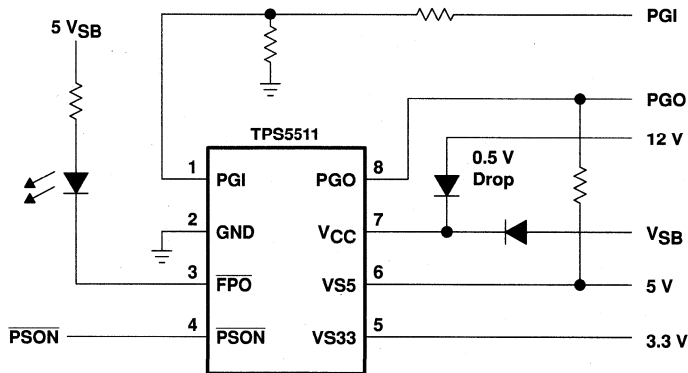 PGI
5 VSB
PGO
TPS5511
12 V
0.5 V
Drop
1 PGI PGO 8
2 GND VCC 7 VSB
3 FPO VS5 6 5 V
PSON 4 PSON VS33 5 3.3 V